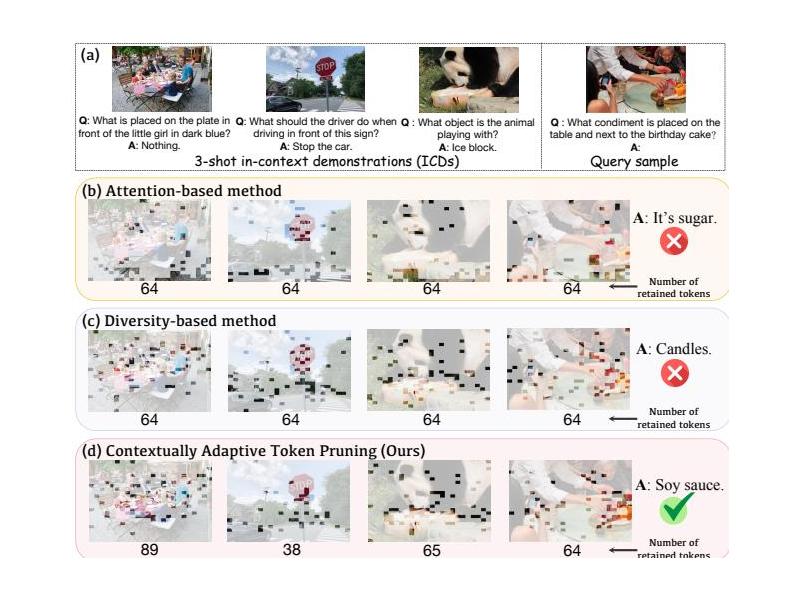 (a)
STOP
Q: What is placed on the plate in
front of the little girl in dark blue?
A: Nothing.
Q: What should the driver do when
driving in front of this sign?
A: Stop the car.
Q : What object is the animal
playing with?
A: Ice block.
Q : What condiment is placed on the
table and next to the birthday cake?
A:
3-shot in-context demonstrations (ICDs)
Query sample
(b) Attention-based method
A: It's sugar.
64
64
64
64
Number of
retained tokens
(c) Diversity-based method
A: Candles.
64
64
64
64
Number of
retained tokens
(d) Contextually Adaptive Token Pruning (Ours)
STOP
A: Soy sauce.
89
38
65
64
Number of
retained tokens